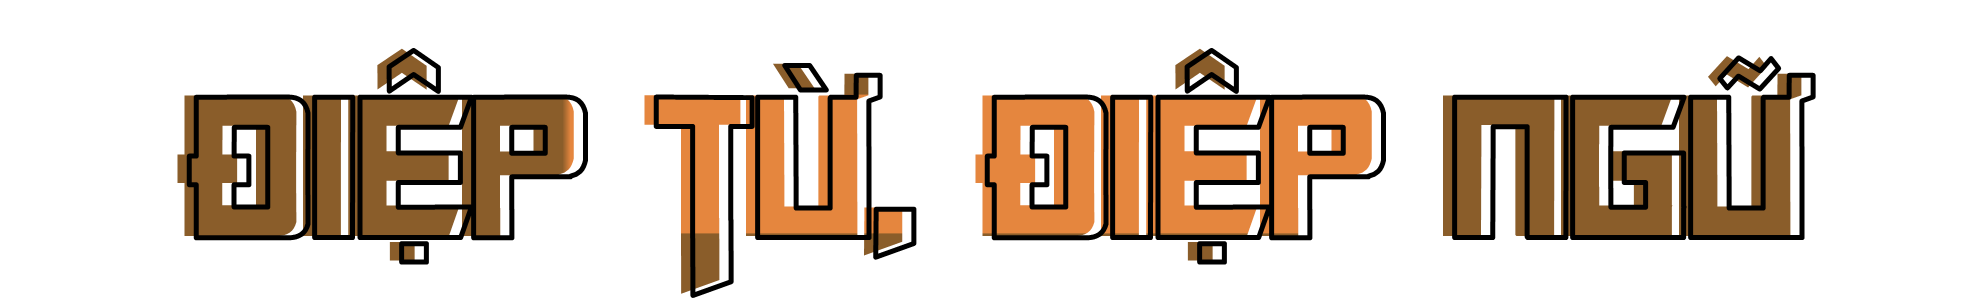 ĐIỆP TỪ, ĐIỆP NGỮ